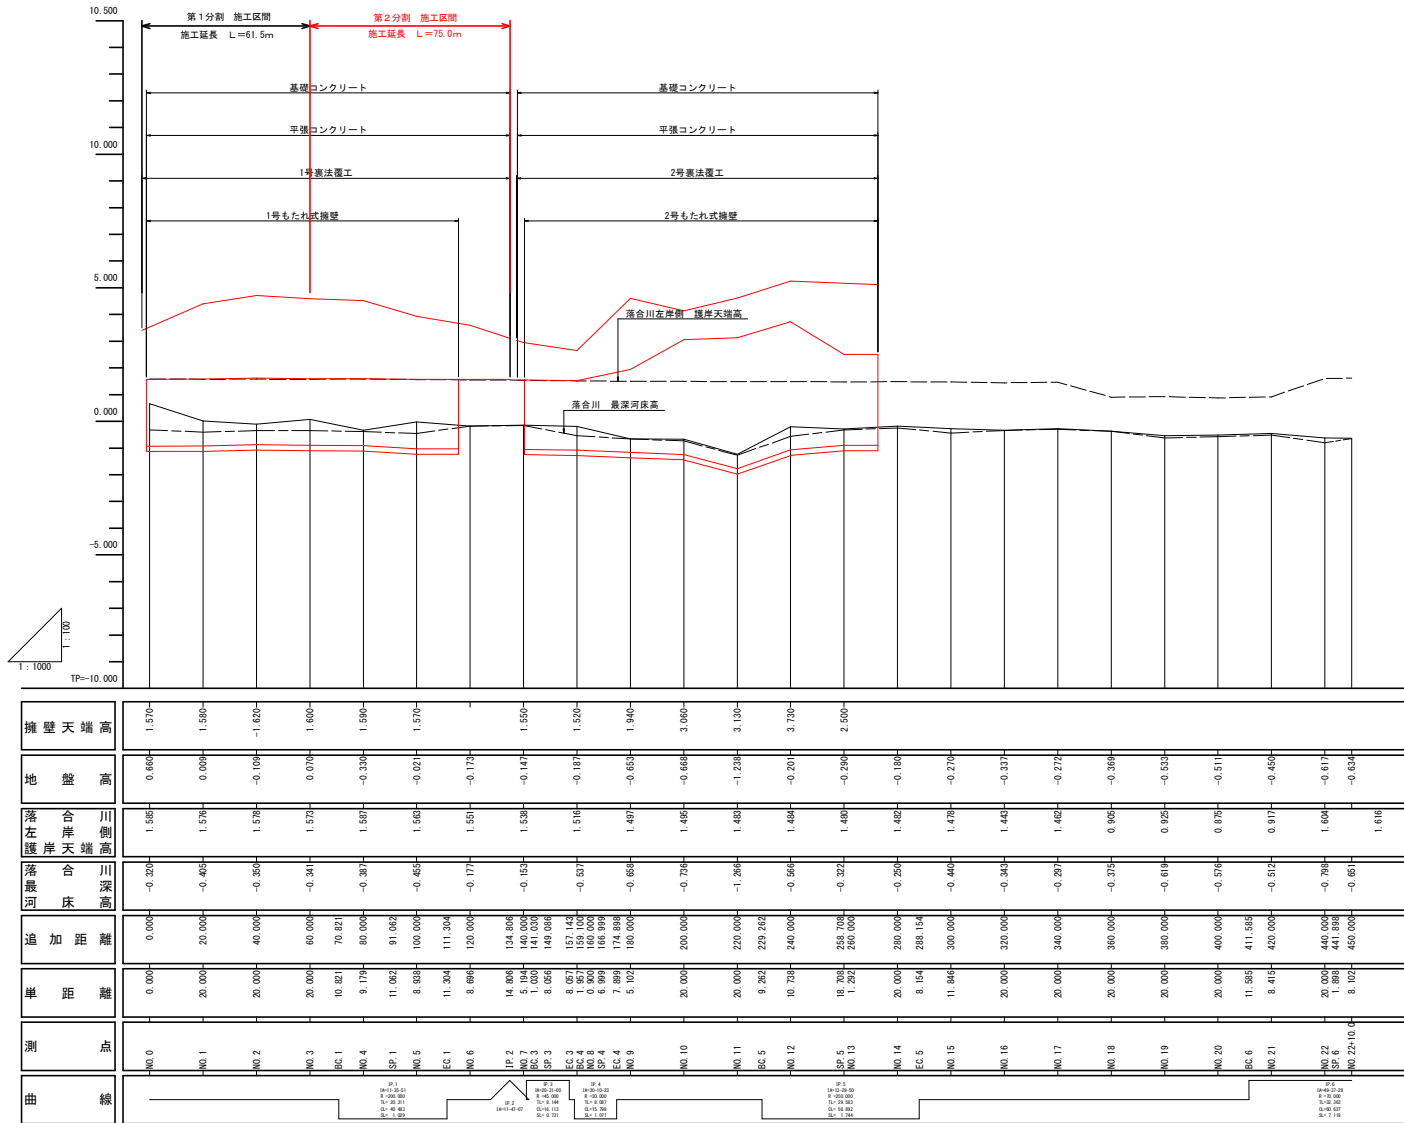 10.500
第1分割 施工区間
施工延長 L=61.5m
第2分割 施工区間
施工延長 L=75.0m
基礎コンクリート
基礎コンクリート
平張コンクリート
平張コンクリート
10.000
1号裏法覆工
2号裏法覆工
1号もたれ式擁壁
2号もたれ式擁壁
5.000
落合川左岸側 護岸天端高
落合川 最深河床高
0.000
-5.000
1:100
1:1000
TP=-10.000
擁壁天端高
1.570 1.580 -1.620 1.600 1.590 1.570 1.550 1.520 1.940 3.060 3.130 3.730 2.500
地盤高
0.660 0.009 -0.109 0.070 -0.330 -0.021 -0.173 -0.147 -0.187 -0.653 -0.668 -1.238 -0.201 -0.290 -0.180 -0.270 -0.337 -0.272 -0.369 -0.533 -0.511 -0.450 -0.617 -0.634
落合川
左岸側
護岸天端高
1.585 1.576 1.578 1.573 1.587 1.563 1.551 1.538 1.516 1.497 1.495 1.483 1.484 1.480 1.482 1.478 1.443 1.462 0.905 0.925 0.875 0.917 1.604 1.616
落合川
最深
河床高
-0.320 -0.405 -0.350 -0.341 -0.387 -0.455 -0.177 -0.153 -0.537 -0.658 -0.736 -1.266 -0.566 -0.322 -0.250 -0.440 -0.343 -0.297 -0.375 -0.619 -0.576 -0.512 -0.798 -0.651
追加距離
0.000 20.000 40.000 60.000 70.821 80.000 91.062 100.000 111.304 120.000 134.806 140.000 141.030 149.086 157.143 159.100 160.000 166.999 174.898 180.000 200.000 220.000 229.262 240.000 258.708 260.000 280.000 288.154 300.000 320.000 340.000 360.000 380.000 400.000 411.585 420.000 440.000 441.898 450.000
単距離
0.000 20.000 20.000 20.000 10.821 9.179 11.062 8.938 11.304 8.696 14.806 5.194 1.030 8.056 8.057 1.957 0.900 6.999 7.899 5.102 20.000 20.000 9.262 10.738 18.708 1.292 20.000 8.154 11.846 20.000 20.000 20.000 20.000 20.000 11.585 8.415 20.000 1.898 8.102
測点
NO.0 NO.1 NO.2 NO.3 BC.1 NO.4 SP.1 NO.5 EC.1 NO.6 IP.2 NO.7 BC.3 SP.3 EC.3 BC.4 NO.8 SP.4 EC.4 NO.9 NO.10 NO.11 BC.5 NO.12 SP.5 NO.13 NO.14 EC.5 NO.15 NO.16 NO.17 NO.18 NO.19 NO.20 BC.6 NO.21 NO.22 SP.6 NO.22+10.0
曲線
IP.1
R =200.000
IP.2
IA=11-47-07
IP.3
R =45.000
IP.4
R =30.000
IP.5
R =250.000
IP.6
R =70.000